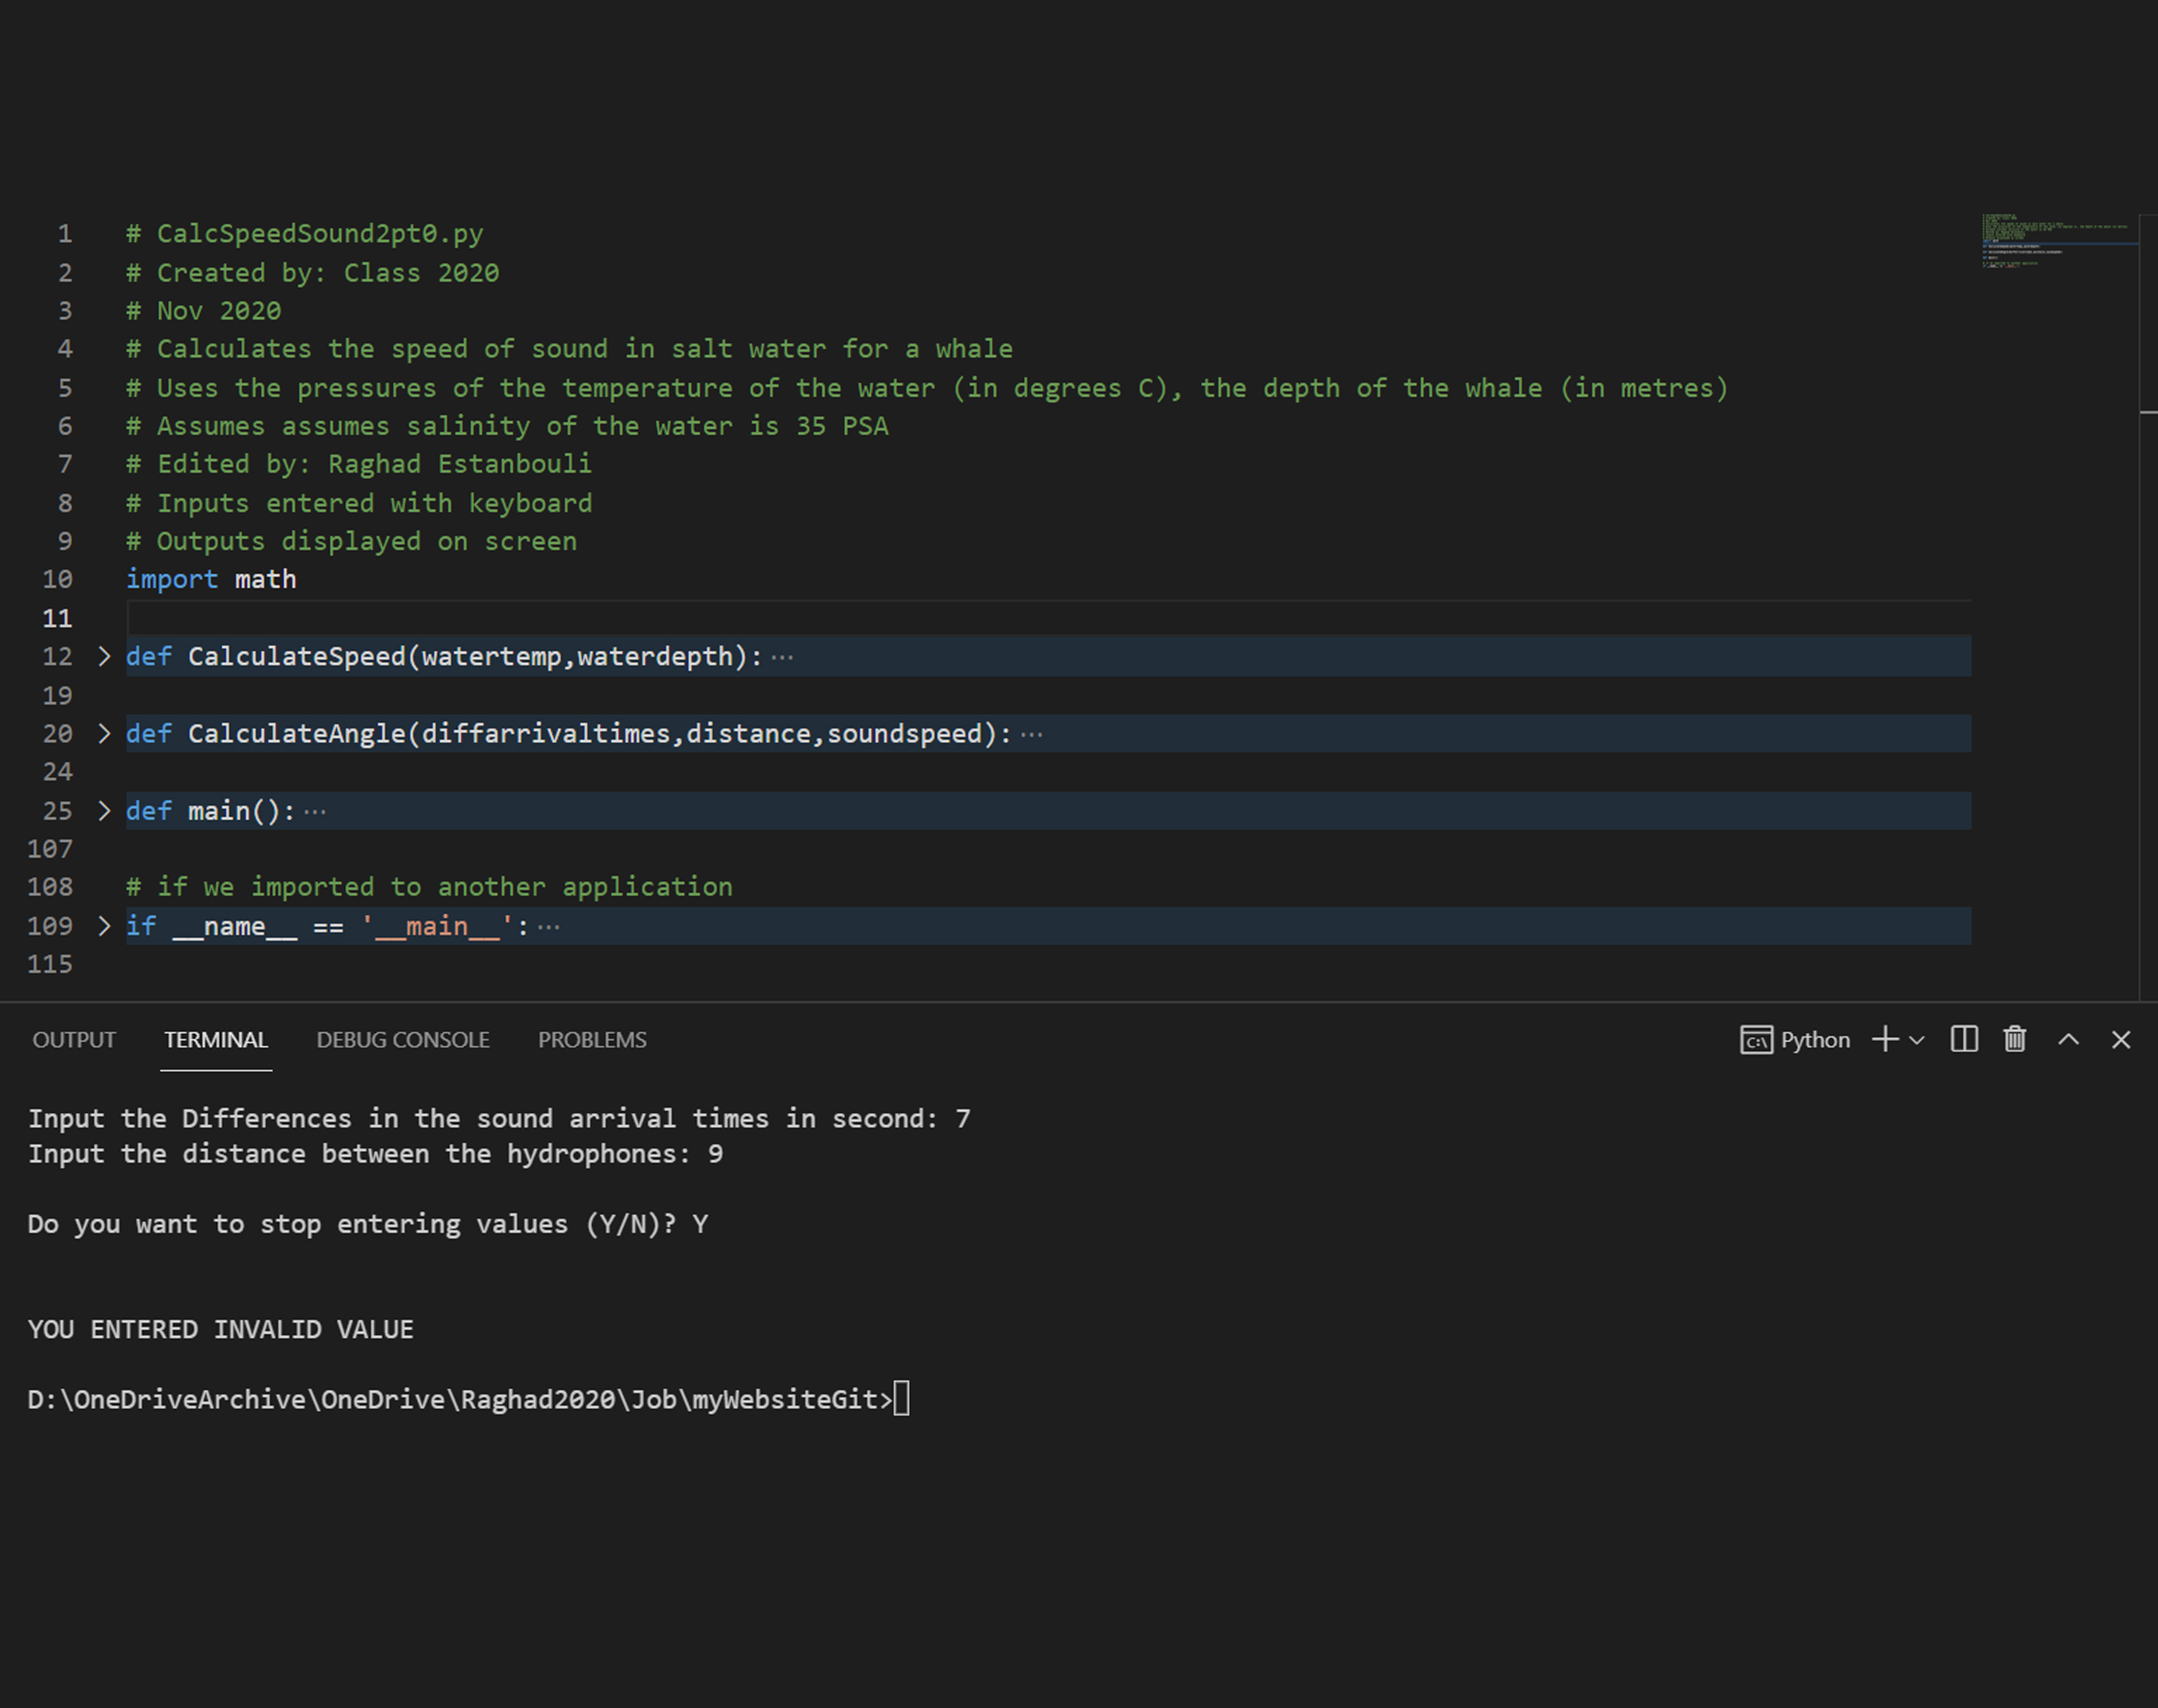 1 # CalcSpeedSound2pt0.py
2 # Created by: Class 2020
3 # Nov 2020
4 # Calculates the speed of sound in salt water for a whale
5 # Uses the pressures of the temperature of the water (in degrees C), the depth of the whale (in metres)
6 # Assumes assumes salinity of the water is 35 PSA
7 # Edited by: Raghad Estanbouli
8 # Inputs entered with keyboard
9 # Outputs displayed on screen
10 import math
11
12 > def CalculateSpeed(watertemp,waterdepth):···
19
20 > def CalculateAngle(diffarrivaltimes,distance,soundspeed):···
24
25 > def main():···
107
108 # if we imported to another application
109 > if __name__ == '__main__':···
115
OUTPUT TERMINAL DEBUG CONSOLE PROBLEMS Python
Input the Differences in the sound arrival times in second: 7
Input the distance between the hydrophones: 9
Do you want to stop entering values (Y/N)? Y
YOU ENTERED INVALID VALUE
D:\OneDriveArchive\OneDrive\Raghad2020\Job\myWebsiteGit>